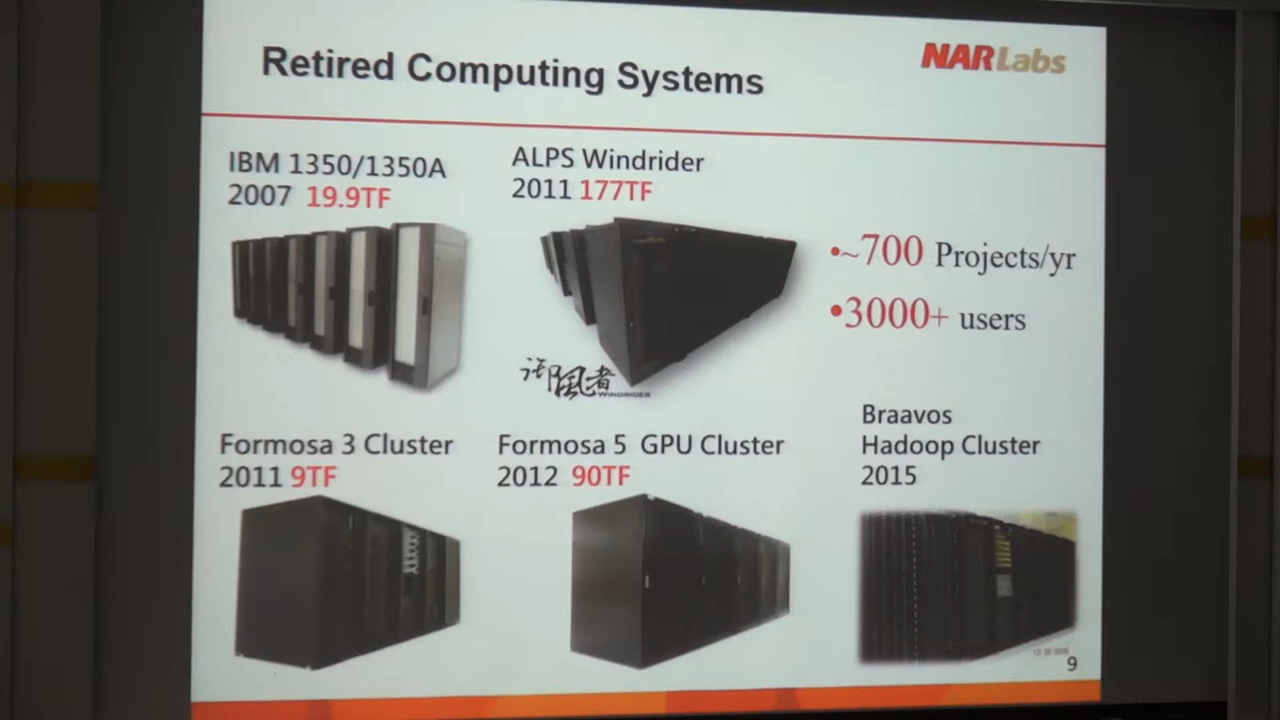 Retired Computing Systems
NARLabs
IBM 1350/1350A
2007 19.9TF
ALPS Windrider
2011 177TF
•~700 Projects/yr
•3000+ users
御風者
WINDRIDER
Formosa 3 Cluster
2011 9TF
Formosa 5 GPU Cluster
2012 90TF
Braavos
Hadoop Cluster
2015
9